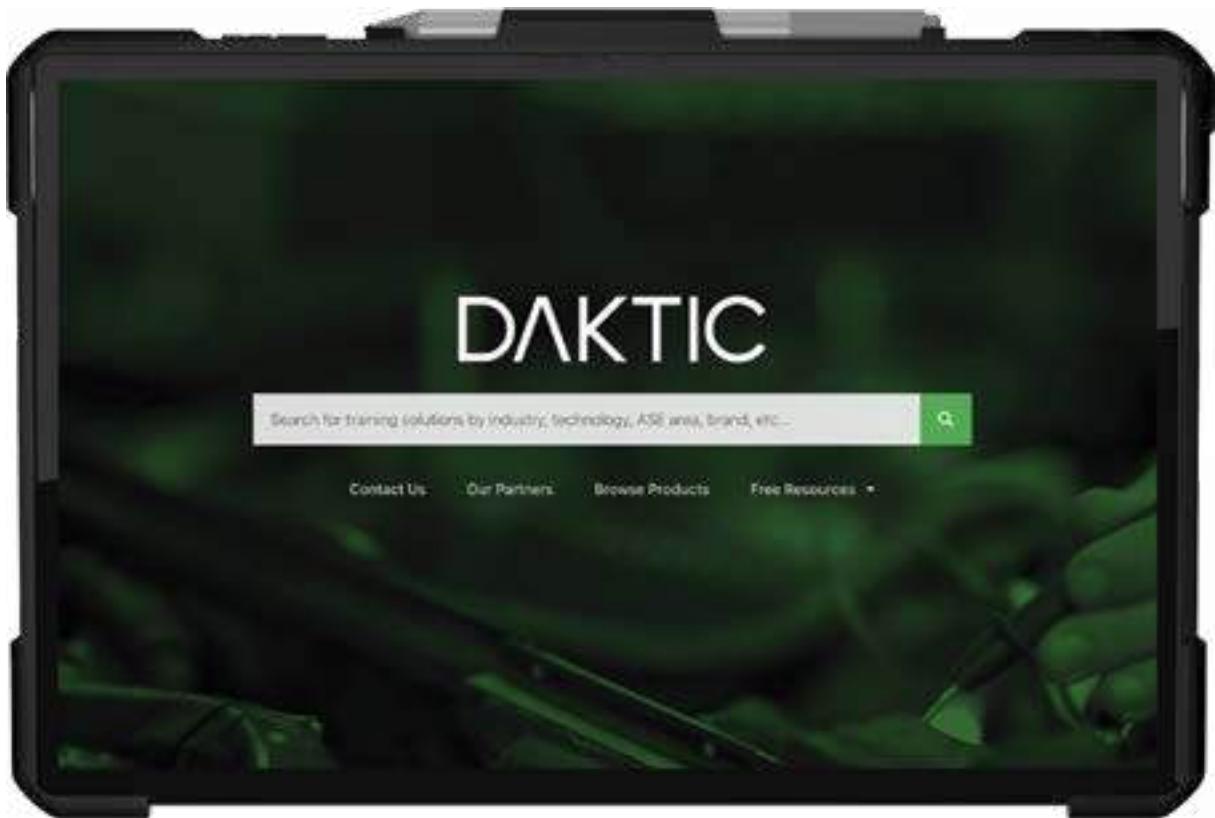 DAKTIC
Search for training solutions by industry, technology, ASE area, brand, etc...
Contact Us Our Partners Browse Products Free Resources